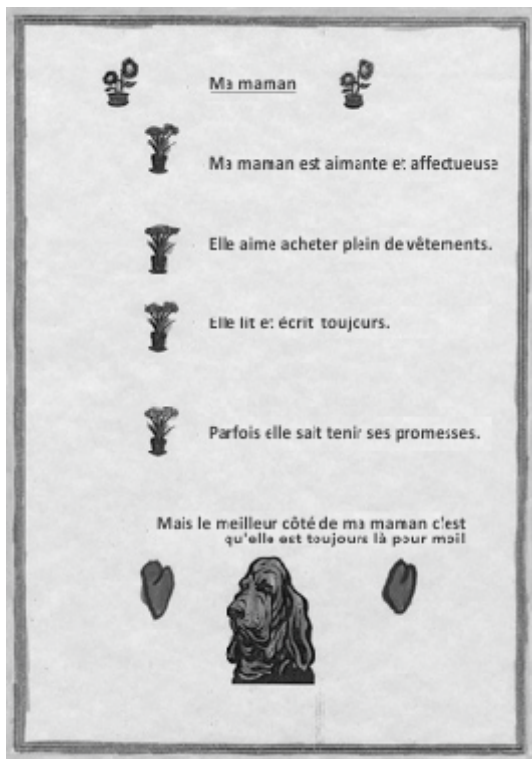 Ma maman
Ma maman est aimante et affectueuse
Elle aime acheter plein de vêtements.
Elle lit et écrit toujours.
Parfois elle sait tenir ses promesses.
Mais le meilleur côté de ma maman c'est
qu'elle est toujours là pour moi!